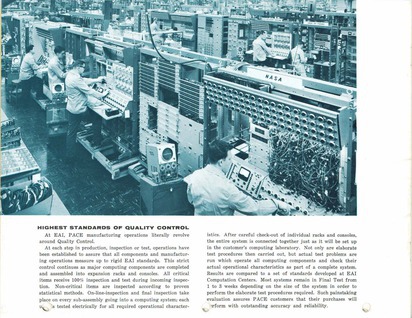 NASA
HIGHEST STANDARDS OF QUALITY CONTROL
At EAI, PACE manufacturing operations literally revolve
around Quality Control.
At each step in production, inspection or test, operations have
been established to assure that all components and manufactur-
ing operations measure up to rigid EAI standards. This strict
control continues as major computing components are completed
and assembled into expansion racks and consoles. All critical
items receive 100% inspection and test during incoming inspec-
tion. Non-critical items are inspected according to proven
statistical methods. On-line-inspection and final inspection take
place on every sub-assembly going into a computing system; each
is tested electrically for all required operational character-
istics. After careful check-out of individual racks and consoles,
the entire system is connected together just as it will be set up
in the customer's computing laboratory. Not only are elaborate
test procedures then carried out, but actual test problems are
run which operate all computing components and check their
actual operational characteristics as part of a complete system.
Results are compared to a set of standards developed at EAI
Computation Centers. Most systems remain in Final Test from
1 to 3 weeks depending on the size of the system in order to
perform the elaborate test procedures required. Such painstaking
evaluation assures PACE customers that their purchases will
perform with outstanding accuracy and reliability.